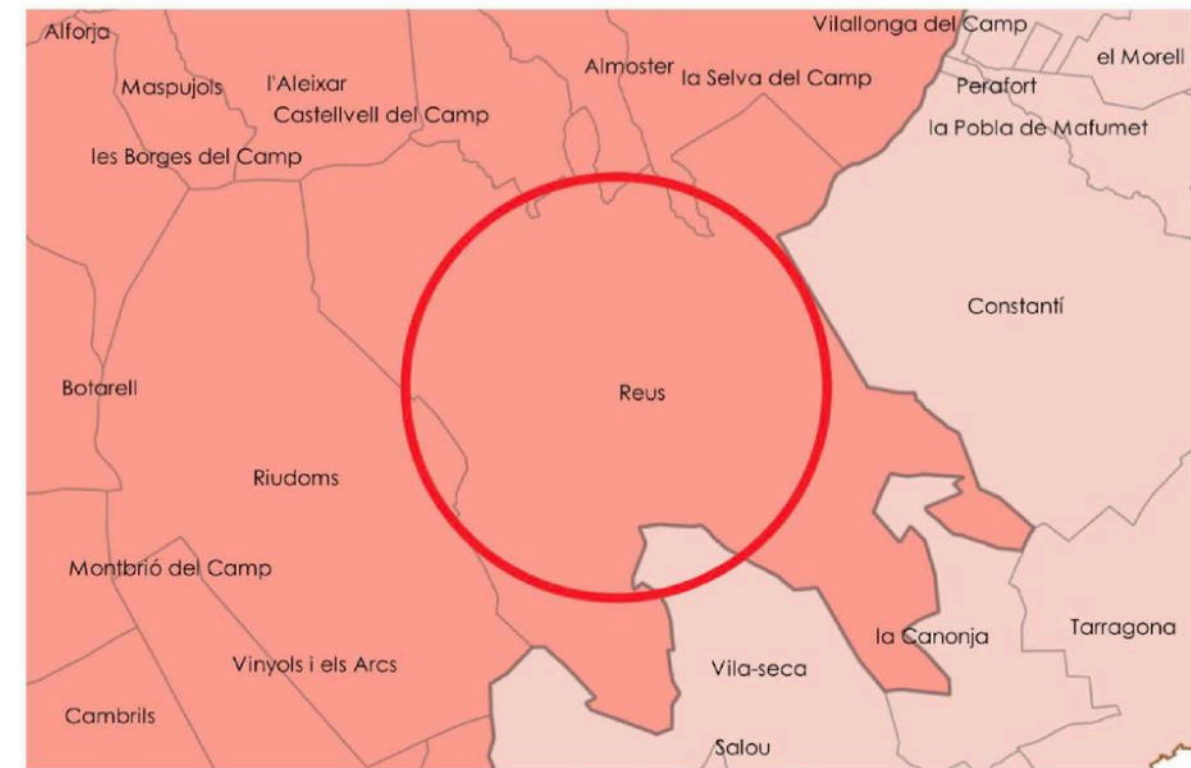 Vilallonga del Camp
Alforja
el Morell
Almoster
la Selva del Camp
Maspujols
l'Aleixar
Perafort
Castellvell del Camp
la Pobla de Mafumet
les Borges del Camp
Constantí
Botarell
Reus
Riudoms
Montbrió del Camp
Tarragona
la Canonja
Vinyols i els Arcs
Vila-seca
Cambrils
Salou